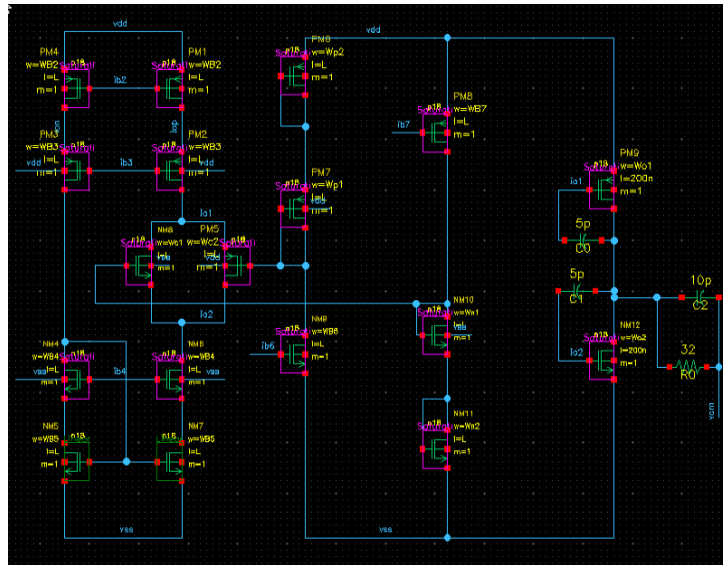 vdd
PM4
w=WB2
l=L
m=1
PM1
w=WB2
l=L
m=1
ib2
PM3
w=WB3
l=L
m=1
vdd
ion
iop
PM2
w=WB3
l=L
m=1
vdd
ib3
io1
NM8
l=L
m=1
PM5
w=Wc2
l=L
m=1
io2
NM4
w=WB4
l=L
m=1
vss
ib4
NM6
w=WB4
l=L
m=1
vss
NM5
w=WB5
l=L
m=1
NM7
w=WB5
l=L
m=1
vss
PM6
w=Wp2
l=L
m=1
vdd
PM7
w=Wp1
l=L
m=1
NM9
w=WB6
l=L
m=1
ib6
PM8
w=WB7
l=L
m=1
ib7
NM10
l=L
m=1
NM11
l=L
m=1
vss
PM9
w=Wo1
l=200n
m=1
io1
5p
C0
5p
C1
10p
C2
NM12
w=Wo2
l=200n
m=1
io2
32
R0
vcm